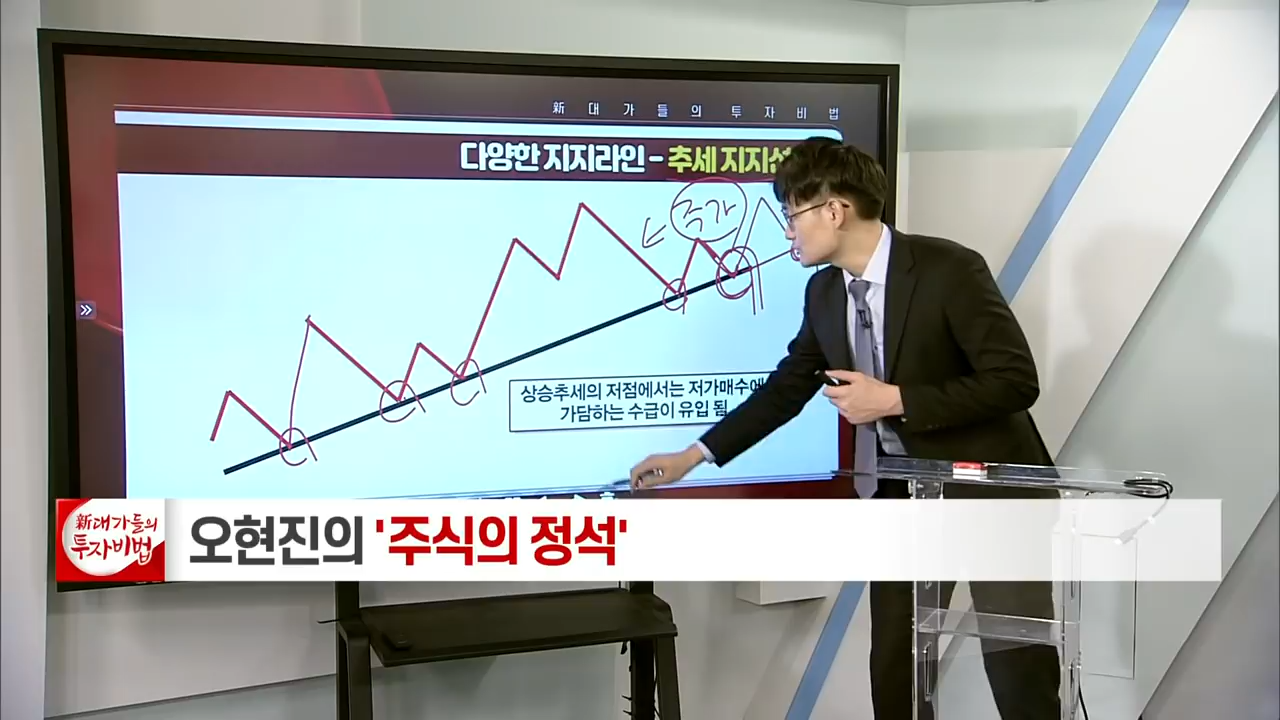 新 대 가 들 의 투 자 비 법
다양한 지지라인 - 추세 지지선
주가
상승추세의 저점에서는 저가매수에
가담하는 수급이 유입 됨
新대가들의
투자비법
오현진의 '주식의 정석'